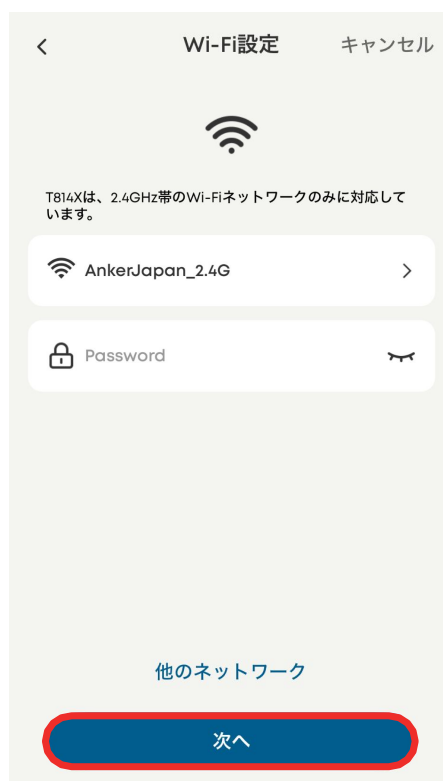 Wi-Fi設定 キャンセル
T814Xは、2.4GHz帯のWi-Fiネットワークのみに対応して
います。
AnkerJapan_2.4G
Password
他のネットワーク
次へ